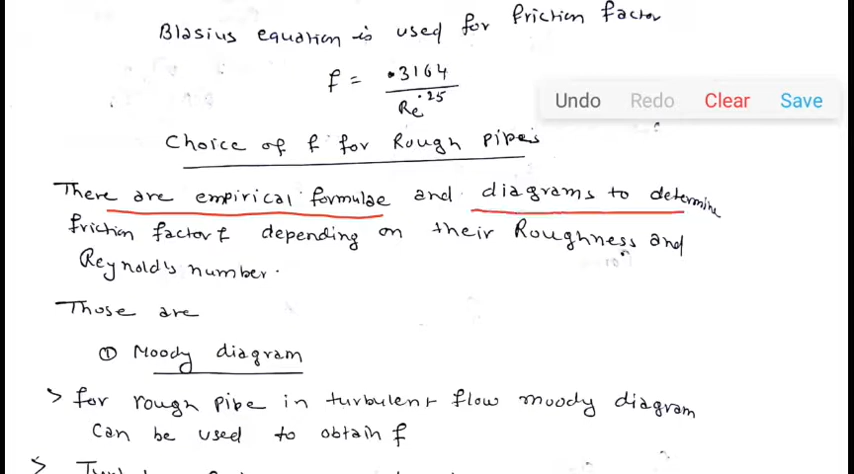 Blasius equation is used for friction factor
f = .3164 / Re^.25
Undo Redo Clear Save
Choice of f for Rough pipes
There are empirical formulae and diagrams to determine
friction factor f depending on their Roughness and
Reynold's number.
Those are
① Moody diagram
> for rough pipe in turbulent flow moody diagram
can be used to obtain f
>